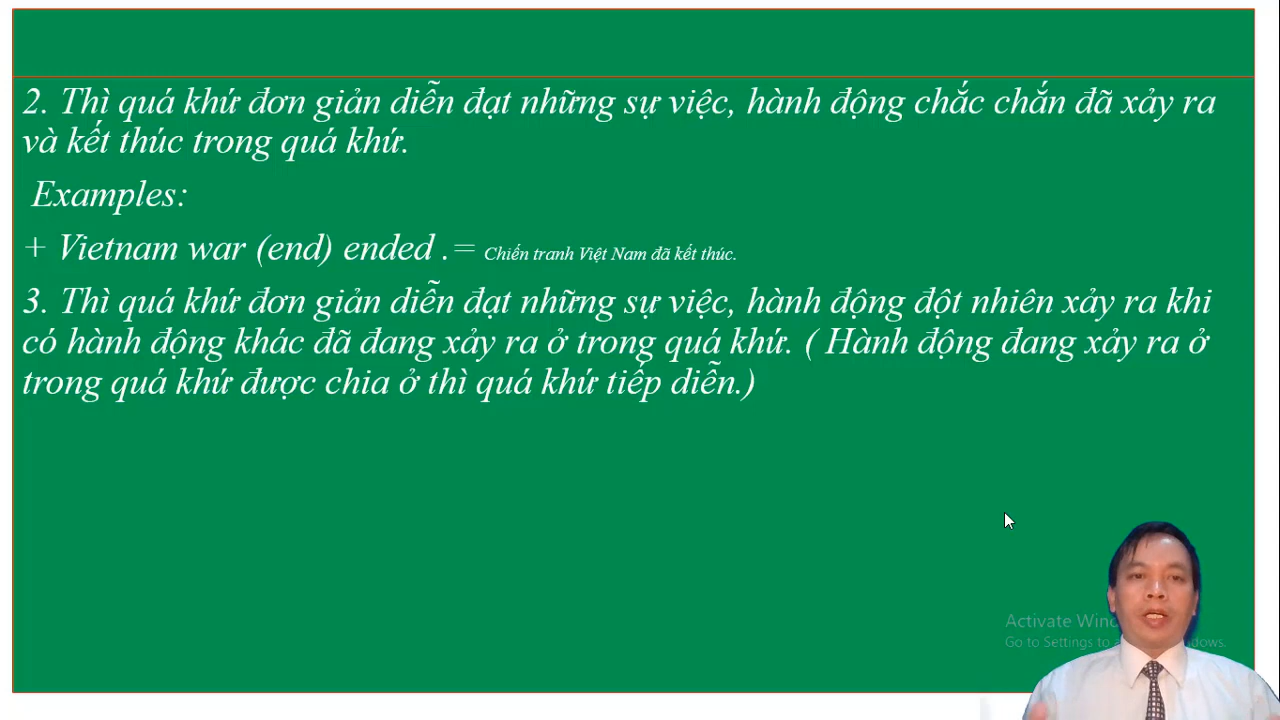 2. Thì quá khứ đơn giản diễn đạt những sự việc, hành động chắc chắn đã xảy ra
và kết thúc trong quá khứ.
Examples:
+ Vietnam war (end) ended .= Chiến tranh Việt Nam đã kết thúc.
3. Thì quá khứ đơn giản diễn đạt những sự việc, hành động đột nhiên xảy ra khi
có hành động khác đã đang xảy ra ở trong quá khứ. ( Hành động đang xảy ra ở
trong quá khứ được chia ở thì quá khứ tiếp diễn.)
Activate
Go to Settings to